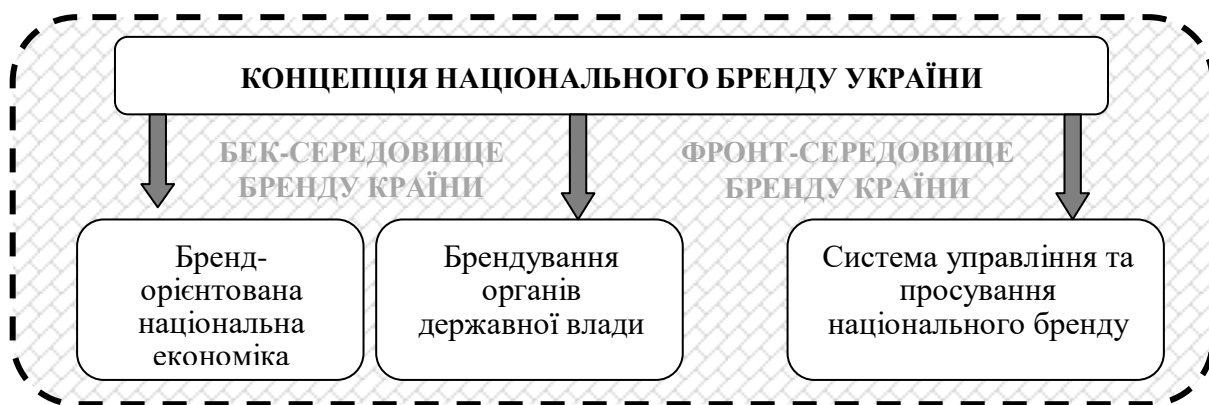 КОНЦЕПЦІЯ НАЦІОНАЛЬНОГО БРЕНДУ УКРАЇНИ
БЕК-СЕРЕДОВИЩЕ
БРЕНДУ КРАЇНИ
ФРОНТ-СЕРЕДОВИЩЕ
БРЕНДУ КРАЇНИ
Бренд-
орієнтована
національна
економіка
Брендування
органів
державної влади
Система управління та
просування
національного бренду